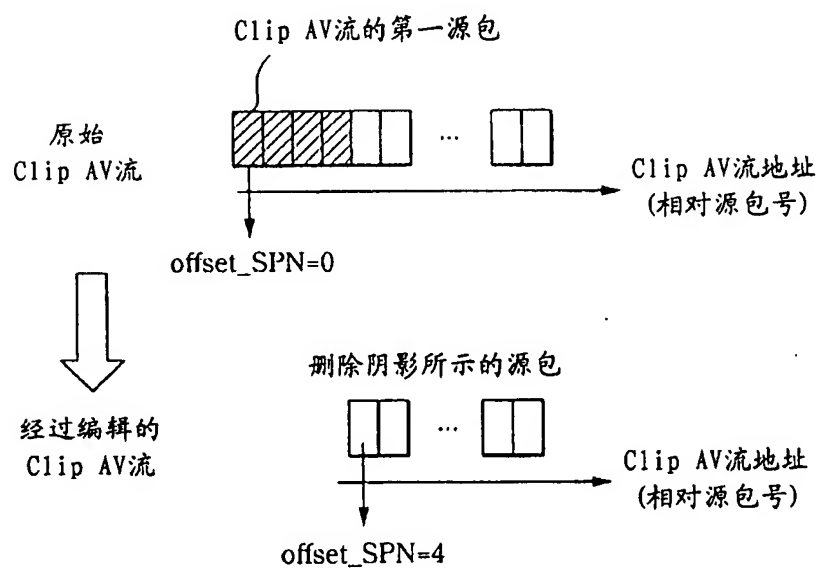 Clip AV流的第一源包
原始
Clip AV流
...
Clip AV流地址
(相对源包号)
offset_SPN=0
删除阴影所示的源包
经过编辑的
Clip AV流
...
Clip AV流地址
(相对源包号)
offset_SPN=4